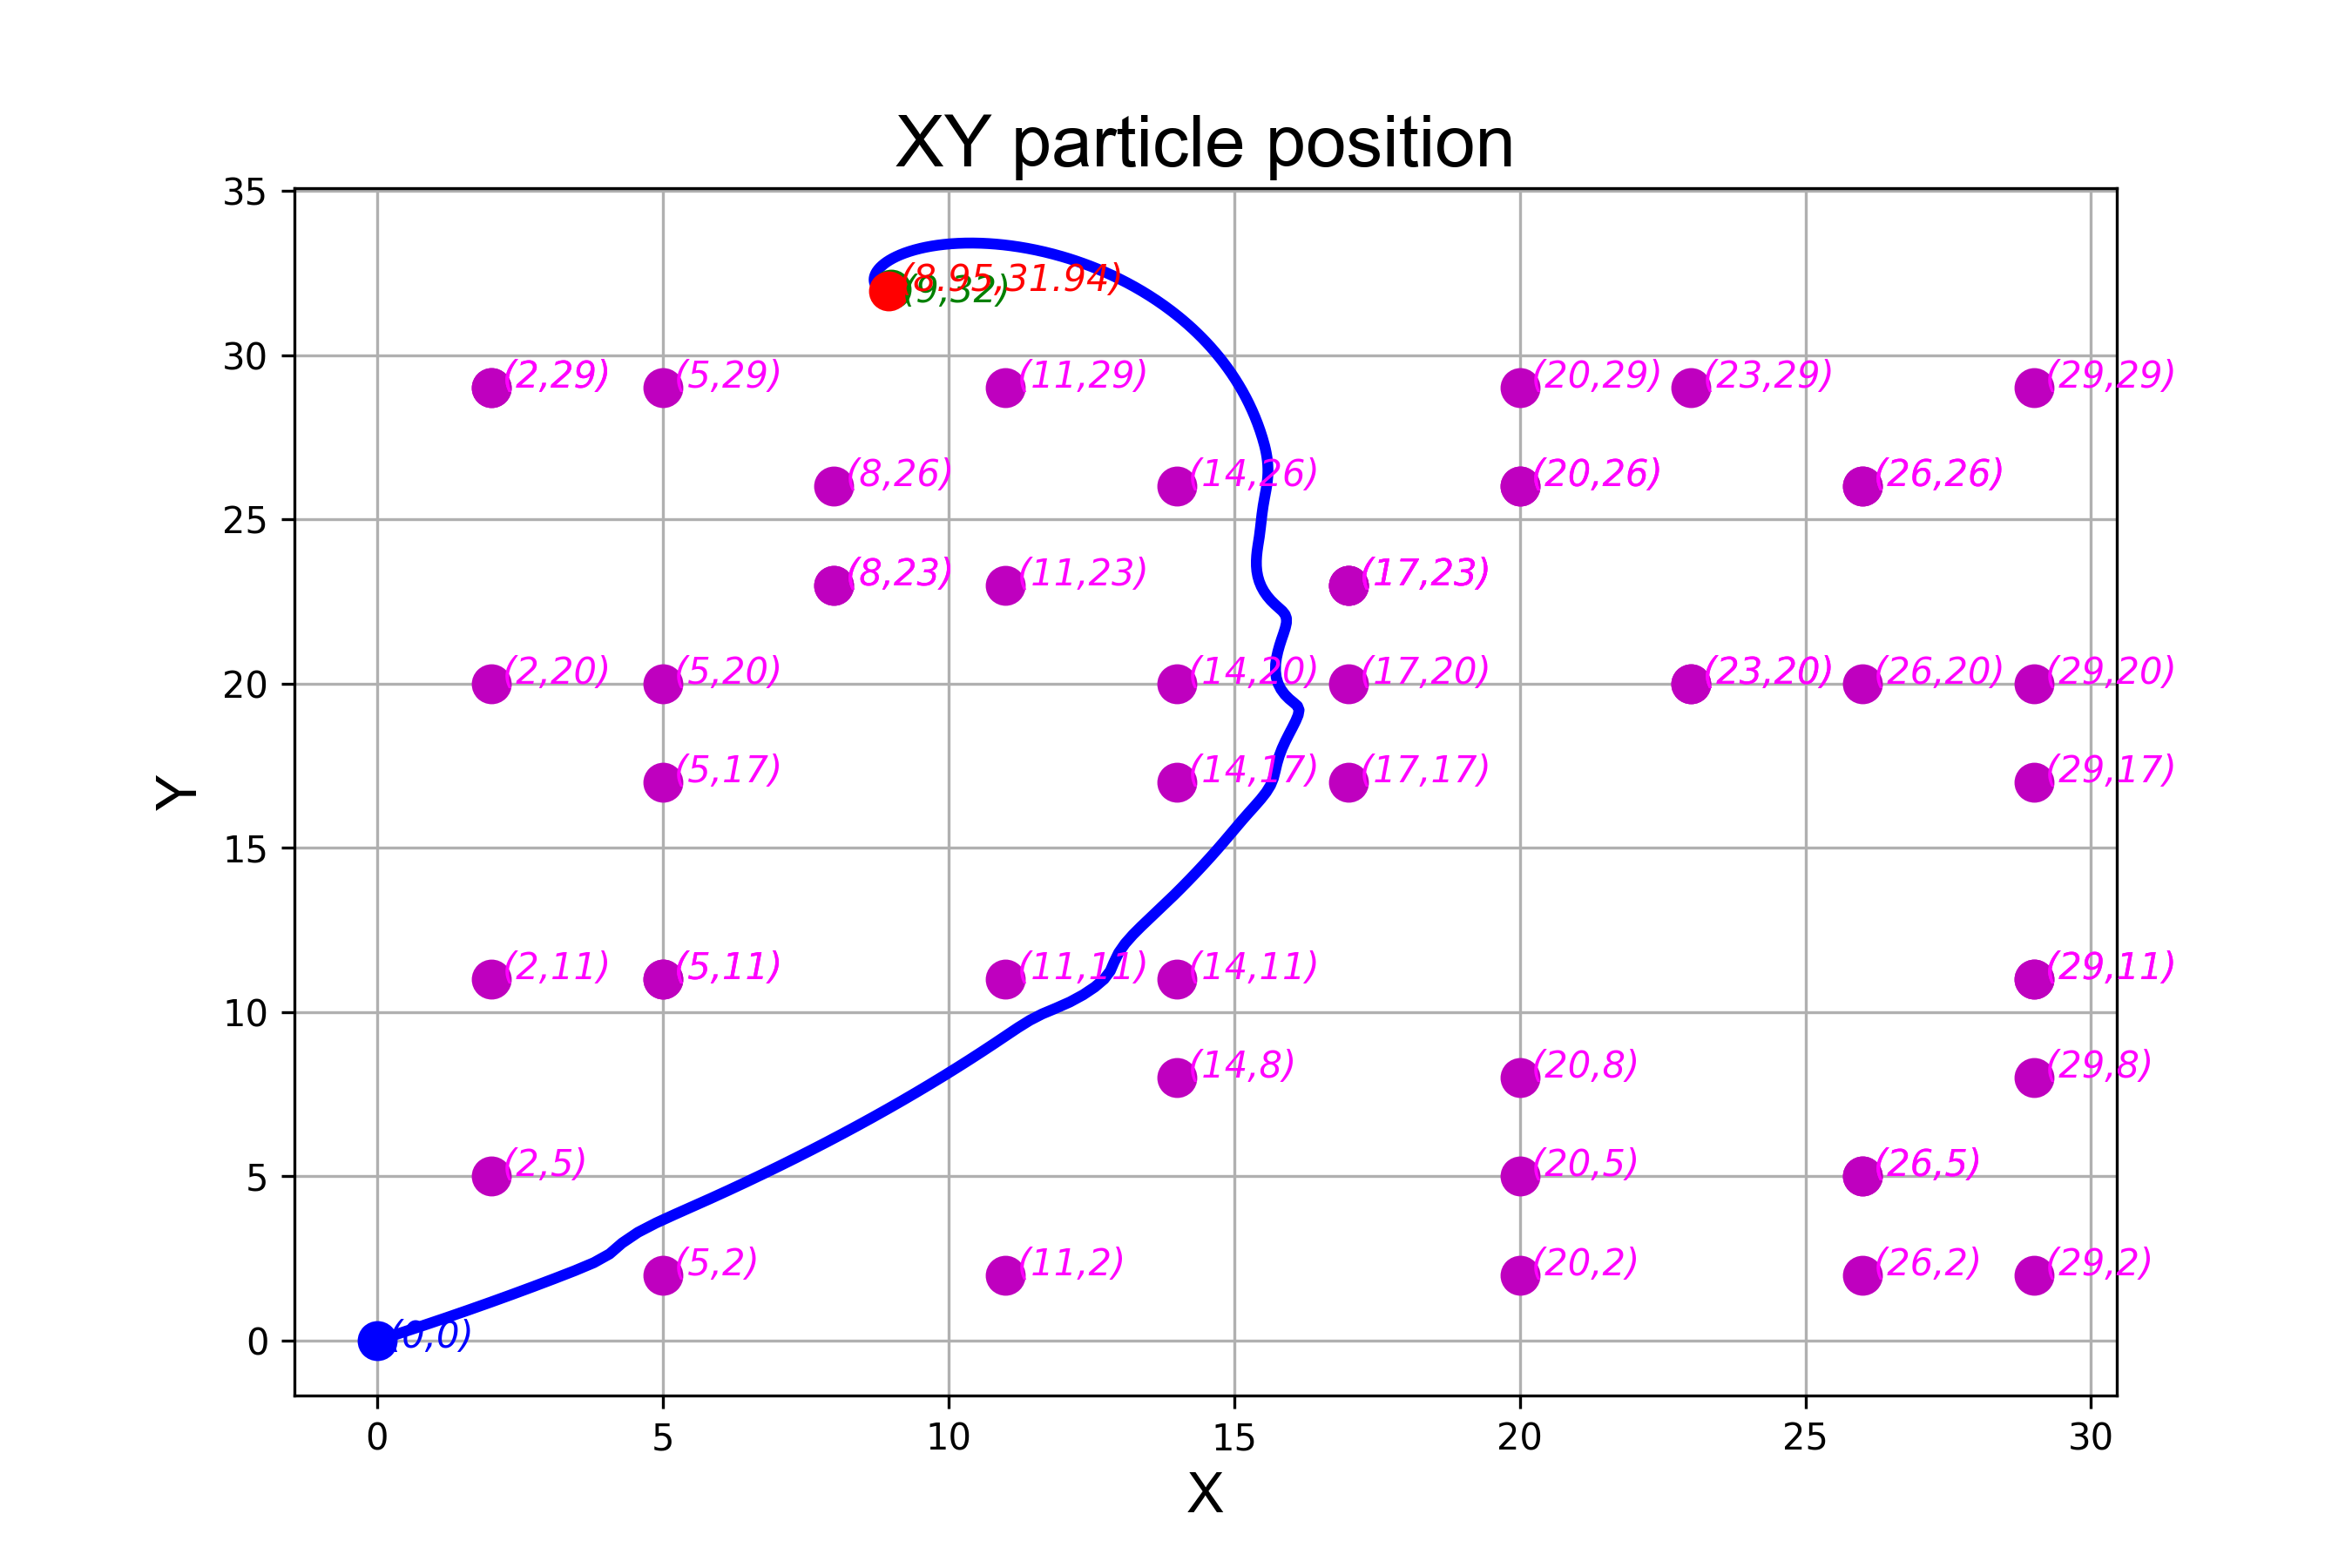 XY particle position
35
(8.95,31.94)
(9,32)
30
(2,29) (5,29) (11,29) (20,29) (23,29) (29,29)
(8,26) (14,26) (20,26) (26,26)
25
(8,23) (11,23) (17,23)
20 (2,20) (5,20) (14,20) (17,20) (23,20) (26,20) (29,20)
(5,17) (14,17) (17,17) (29,17)
Y
15
(2,11) (5,11) (11,11) (14,11) (29,11)
10
(14,8) (20,8) (29,8)
5 (2,5) (20,5) (26,5)
(5,2) (11,2) (20,2) (26,2) (29,2)
0 (0,0)
0 5 10 15 20 25 30
X